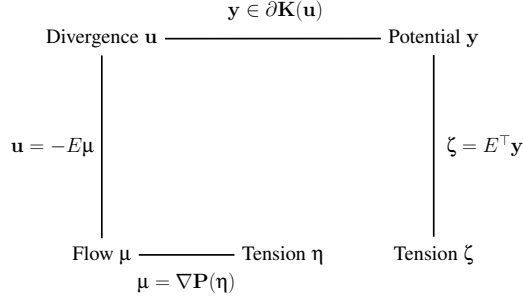 y ∈ ∂K(u)
Divergence u
Potential y
u = −Eμ
ζ = E⊤y
Flow μ
Tension η
Tension ζ
μ = ∇P(η)